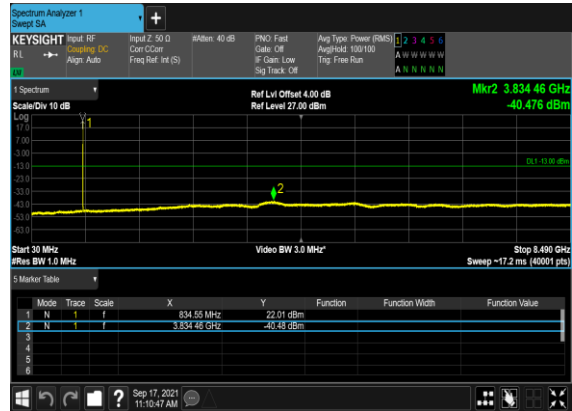 Spectrum Analyzer 1
Swept SA
+
KEYSIGHT Input: RF Input Z: 50 Ω #Atten: 40 dB PNO: Fast Avg Type: Power (RMS) 1 2 3 4 5 6
RL Coupling: DC Corr CCorr Gate: Off Avg|Hold: 100/100 A W W W W W
Align: Auto Freq Ref: Int (S) IF Gain: Low Trig: Free Run
LW Sig Track: Off A N N N N N
1 Spectrum Ref Lvl Offset 4.00 dB Mkr2 3.834 46 GHz
Scale/Div 10 dB Ref Level 27.00 dBm -40.476 dBm
Log
17.0
7.00
-3.00
-13.0
-23.0
-33.0
-43.0
-53.0
-63.0
1
DL1 -13.00 dBm
2
Start 30 MHz Video BW 3.0 MHz* Stop 8.490 GHz
#Res BW 1.0 MHz Sweep ~17.2 ms (40001 pts)
5 Marker Table
Mode Trace Scale X Y Function Function Width Function Value
1 N 1 f 834.55 MHz 22.01 dBm
2 N 1 f 3.834 46 GHz -40.48 dBm
3
4
5
6
? Sep 17, 2021
11:10:47 AM